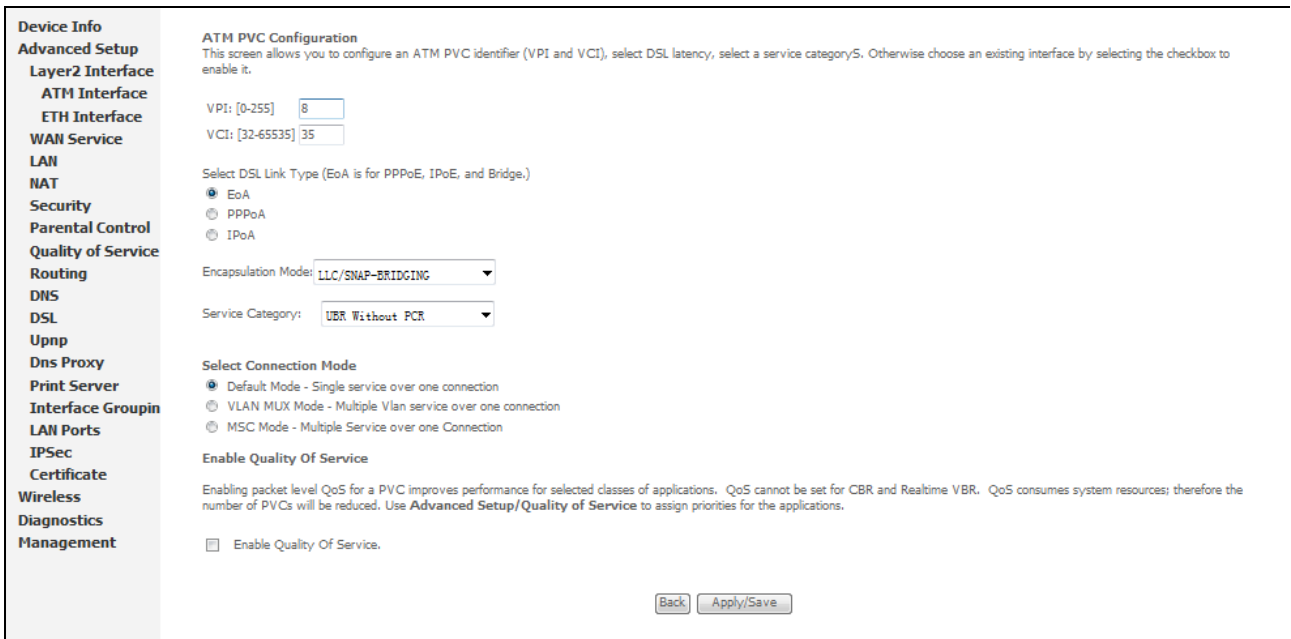 Device Info
Advanced Setup
Layer2 Interface
ATM Interface
ETH Interface
WAN Service
LAN
NAT
Security
Parental Control
Quality of Service
Routing
DNS
DSL
Upnp
Dns Proxy
Print Server
Interface Groupin
LAN Ports
IPSec
Certificate
Wireless
Diagnostics
Management
ATM PVC Configuration
This screen allows you to configure an ATM PVC identifier (VPI and VCI), select DSL latency, select a service categoryS. Otherwise choose an existing interface by selecting the checkbox to
enable it.
VPI: [0-255] 8
VCI: [32-65535] 35
Select DSL Link Type (EoA is for PPPoE, IPoE, and Bridge.)
EoA
PPPoA
IPoA
Encapsulation Mode: LLC/SNAP-BRIDGING
Service Category: UBR Without PCR
Select Connection Mode
Default Mode - Single service over one connection
VLAN MUX Mode - Multiple Vlan service over one connection
MSC Mode - Multiple Service over one Connection
Enable Quality Of Service
Enabling packet level QoS for a PVC improves performance for selected classes of applications. QoS cannot be set for CBR and Realtime VBR. QoS consumes system resources; therefore the
number of PVCs will be reduced. Use Advanced Setup/Quality of Service to assign priorities for the applications.
Enable Quality Of Service.
Back Apply/Save